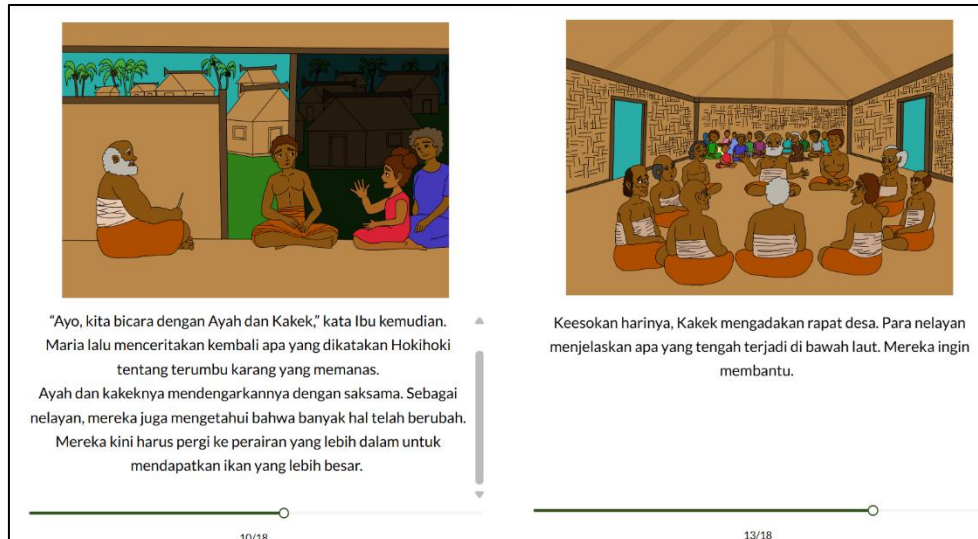 “Ayo, kita bicara dengan Ayah dan Kakek,” kata Ibu kemudian.
Maria lalu menceritakan kembali apa yang dikatakan Hokihoki
tentang terumbu karang yang memanas.
Ayah dan kakeknya mendengarkannya dengan saksama. Sebagai
nelayan, mereka juga mengetahui bahwa banyak hal telah berubah.
Mereka kini harus pergi ke perairan yang lebih dalam untuk
mendapatkan ikan yang lebih besar.
10/18
Keesokan harinya, Kakek mengadakan rapat desa. Para nelayan
menjelaskan apa yang tengah terjadi di bawah laut. Mereka ingin
membantu.
13/18